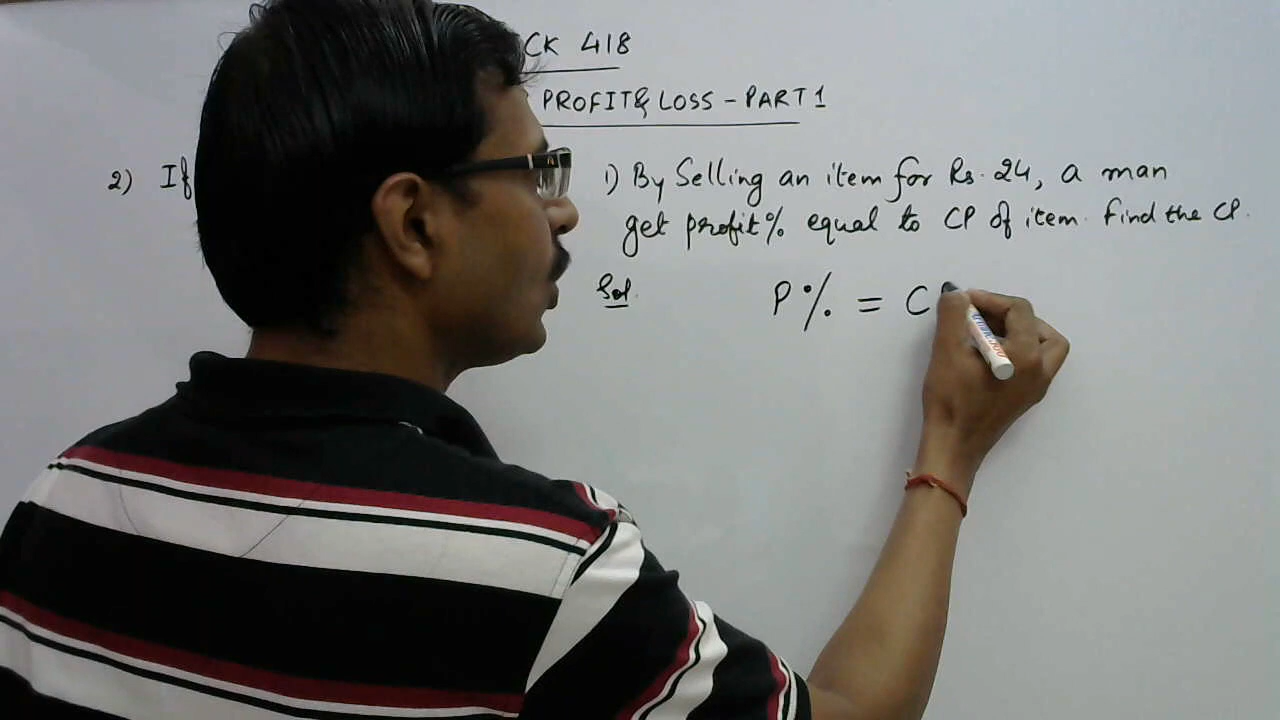 CK 418
PROFIT & LOSS - PART 1
2) If
1) By Selling an item for Rs. 24, a man
get profit% equal to CP of item. Find the CP.
Sol.
P% = C